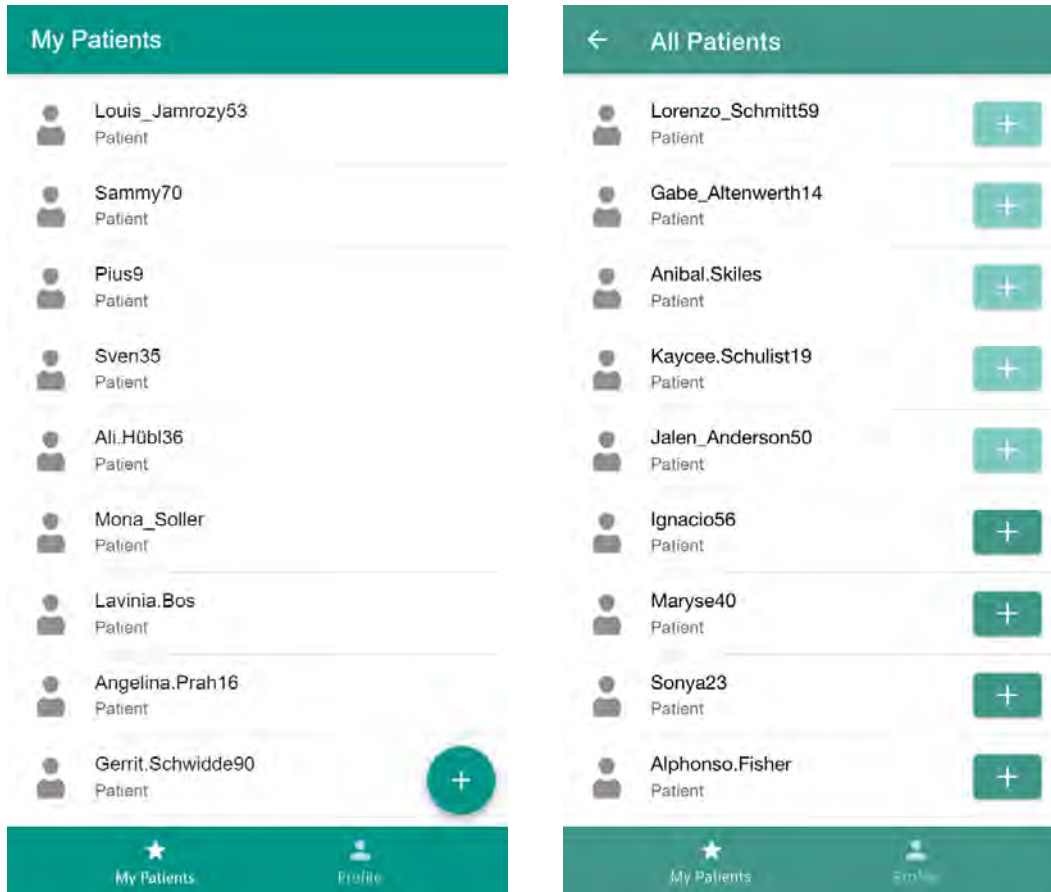 My Patients
Louis_Jamrozy53
Patient
Sammy70
Patient
Pius9
Patient
Sven35
Patient
Ali.Hübl36
Patient
Mona_Soller
Patient
Lavinia.Bos
Patient
Angelina.Prah16
Patient
Gerrit.Schwidde90
Patient
+
My Patients
Profile
← All Patients
Lorenzo_Schmitt59
Patient
+
Gabe_Altenwerth14
Patient
+
Anibal.Skiles
Patient
+
Kaycee.Schulist19
Patient
+
Jalen_Anderson50
Patient
+
Ignacio56
Patient
+
Maryse40
Patient
+
Sonya23
Patient
+
Alphonso.Fisher
Patient
+
My Patients
Profile